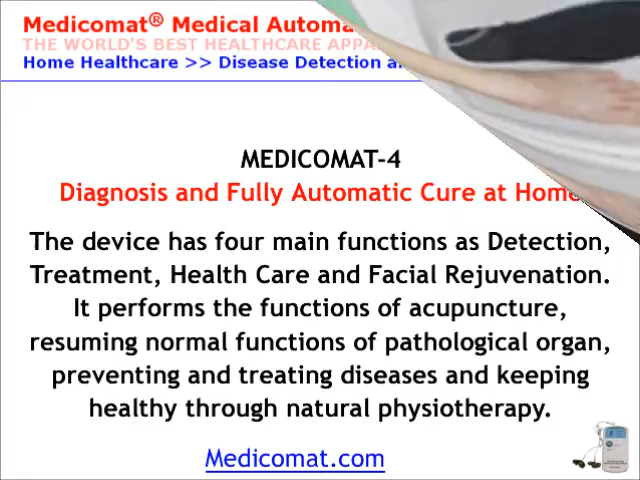 Medicomat® Medical Automa
THE WORLD'S BEST HEALTHCARE APPA
Home Healthcare >> Disease Detection a
MEDICOMAT-4
Diagnosis and Fully Automatic Cure at Home
The device has four main functions as Detection,
Treatment, Health Care and Facial Rejuvenation.
It performs the functions of acupuncture,
resuming normal functions of pathological organ,
preventing and treating diseases and keeping
healthy through natural physiotherapy.
Medicomat.com